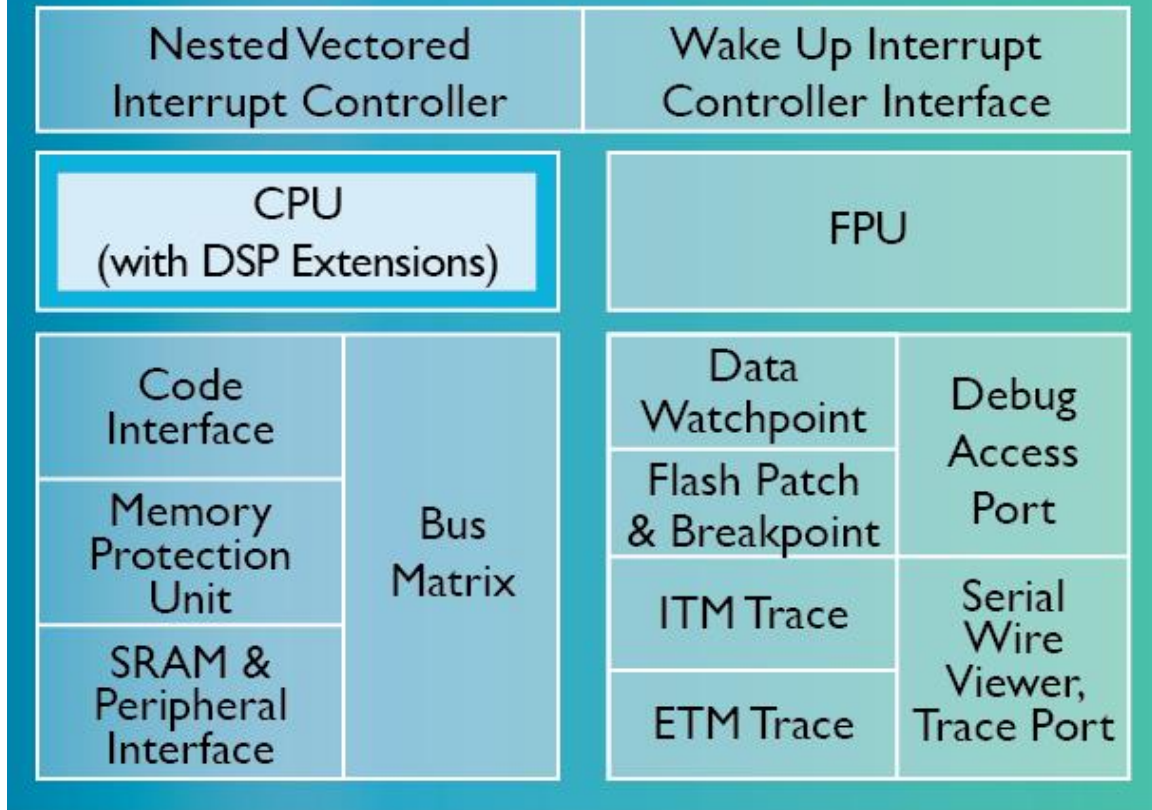 Nested Vectored
Interrupt Controller
Wake Up Interrupt
Controller Interface
CPU
(with DSP Extensions)
FPU
Code
Interface
Memory
Protection
Unit
SRAM &
Peripheral
Interface
Bus
Matrix
Data
Watchpoint
Flash Patch
& Breakpoint
ITM Trace
ETM Trace
Debug
Access
Port
Serial
Wire
Viewer,
Trace Port